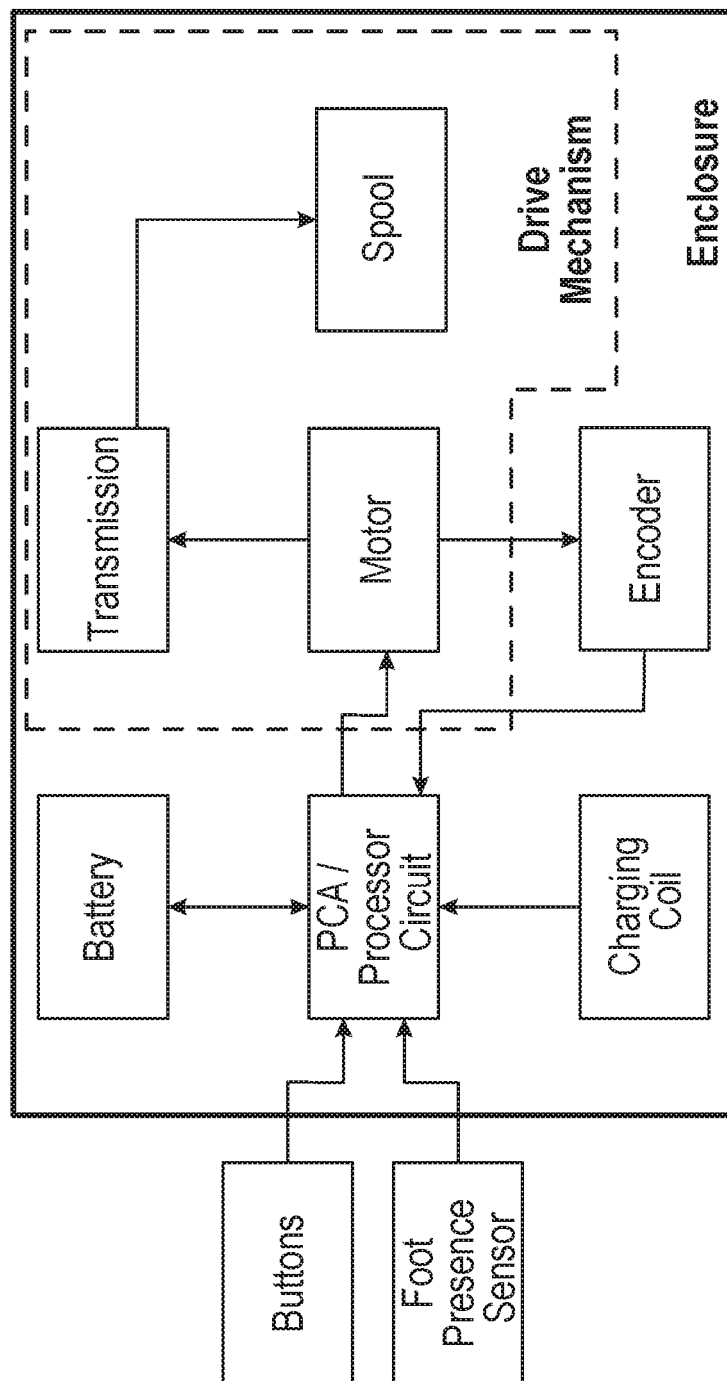 Battery
Transmission
Buttons
PCA /
Processor
Circuit
Motor
Spool
Foot
Presence
Sensor
Charging
Coil
Encoder
Drive
Mechanism
Enclosure